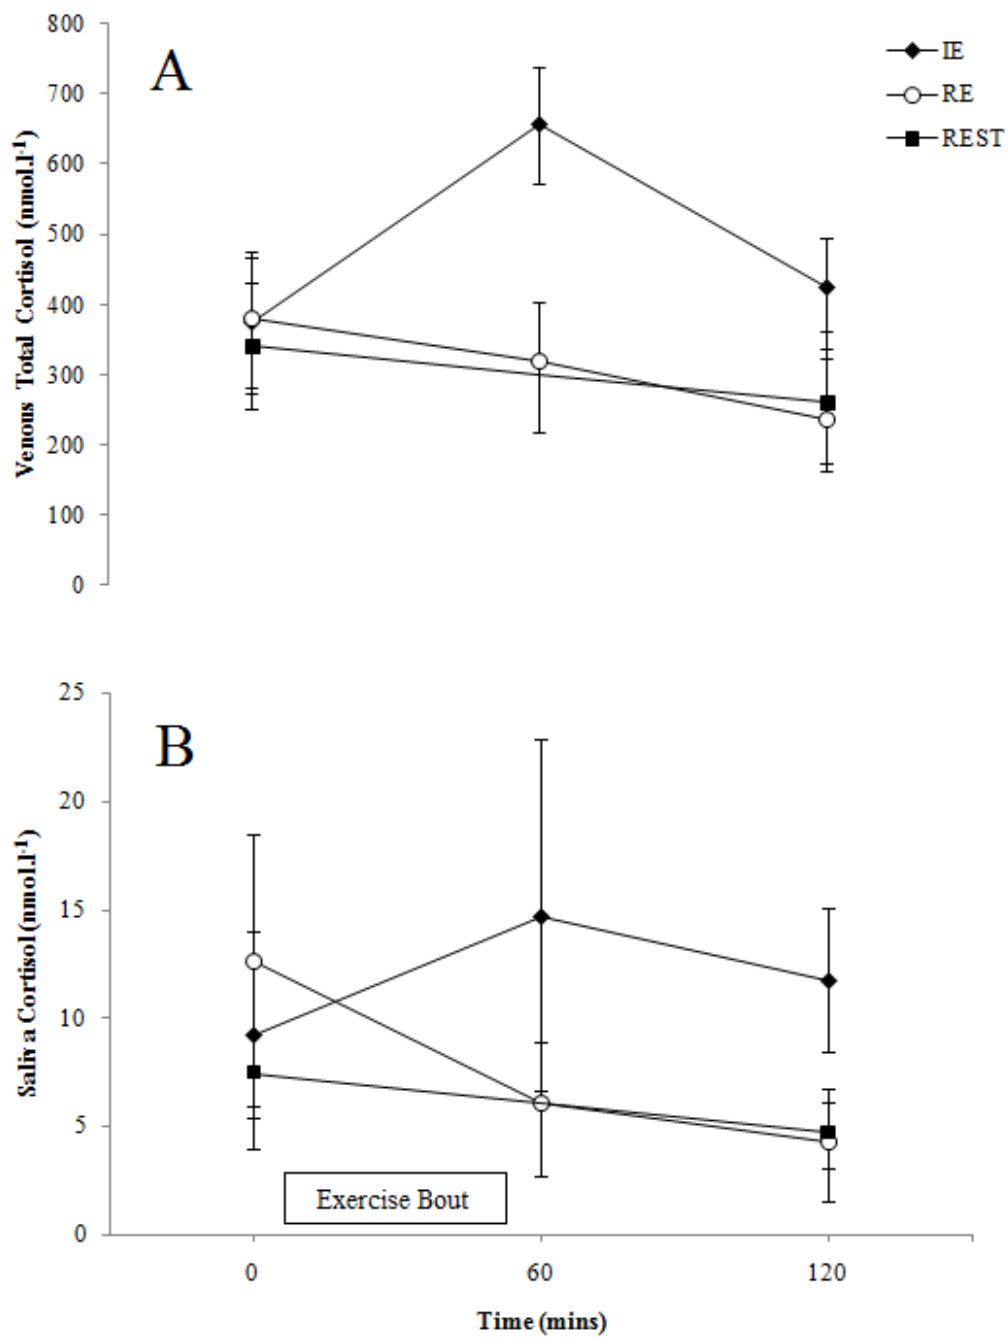 800
A
IE
700
RE
REST
600
500
400
300
200
100
0
Venous Total Cortisol (nmol.l⁻¹)
25
B
20
15
10
5
0
Saliva Cortisol (nmol.l⁻¹)
Exercise Bout
0 60 120
Time (mins)